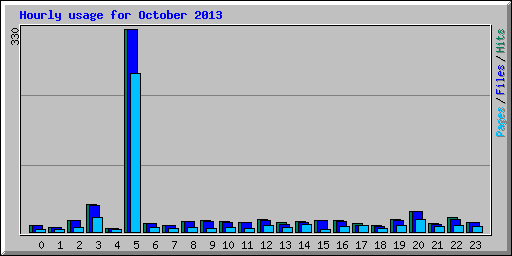 Hourly usage for October 2013
330
Pages/Files/Hits
0 1 2 3 4 5 6 7 8 9 10 11 12 13 14 15 16 17 18 19 20 21 22 23